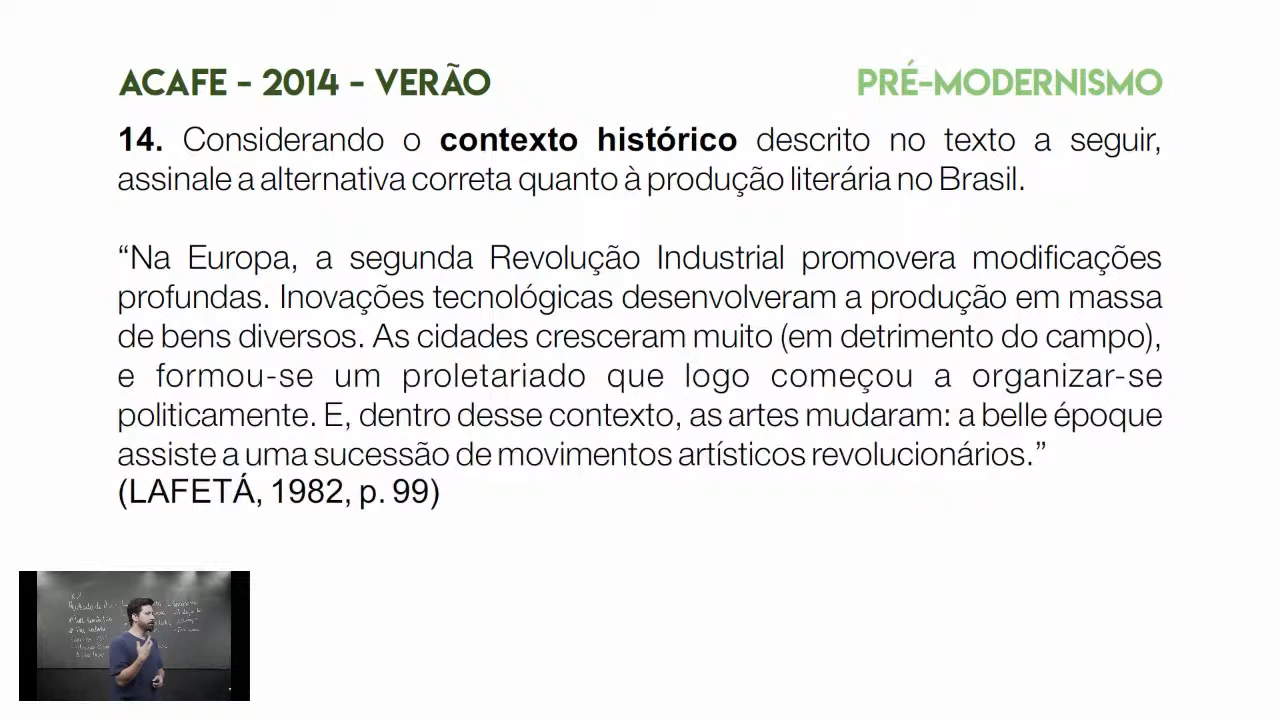 ACAFE - 2014 - VERÃO
PRÉ-MODERNISMO
14. Considerando o contexto histórico descrito no texto a seguir,
assinale a alternativa correta quanto à produção literária no Brasil.
“Na Europa, a segunda Revolução Industrial promovera modificações
profundas. Inovações tecnológicas desenvolveram a produção em massa
de bens diversos. As cidades cresceram muito (em detrimento do campo),
e formou-se um proletariado que logo começou a organizar-se
politicamente. E, dentro desse contexto, as artes mudaram: a belle époque
assiste a uma sucessão de movimentos artísticos revolucionários.”
(LAFETÁ, 1982, p. 99)